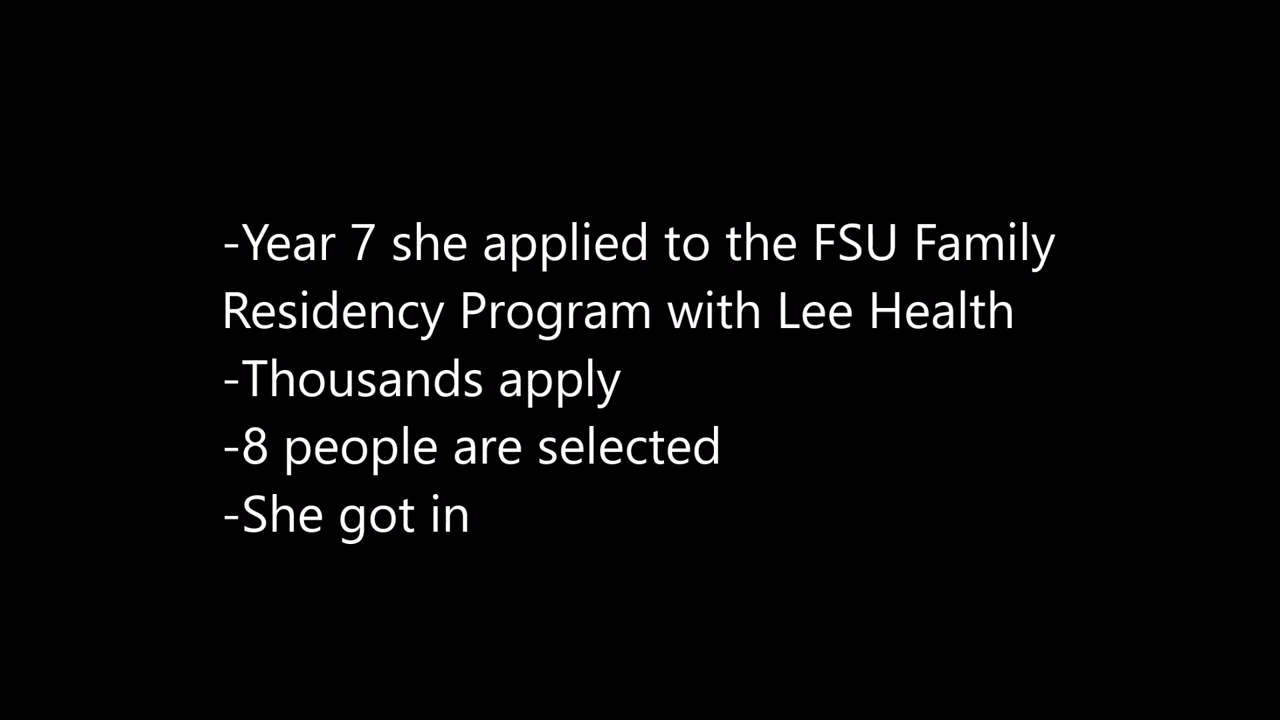 -Year 7 she applied to the FSU Family
Residency Program with Lee Health
-Thousands apply
-8 people are selected
-She got in